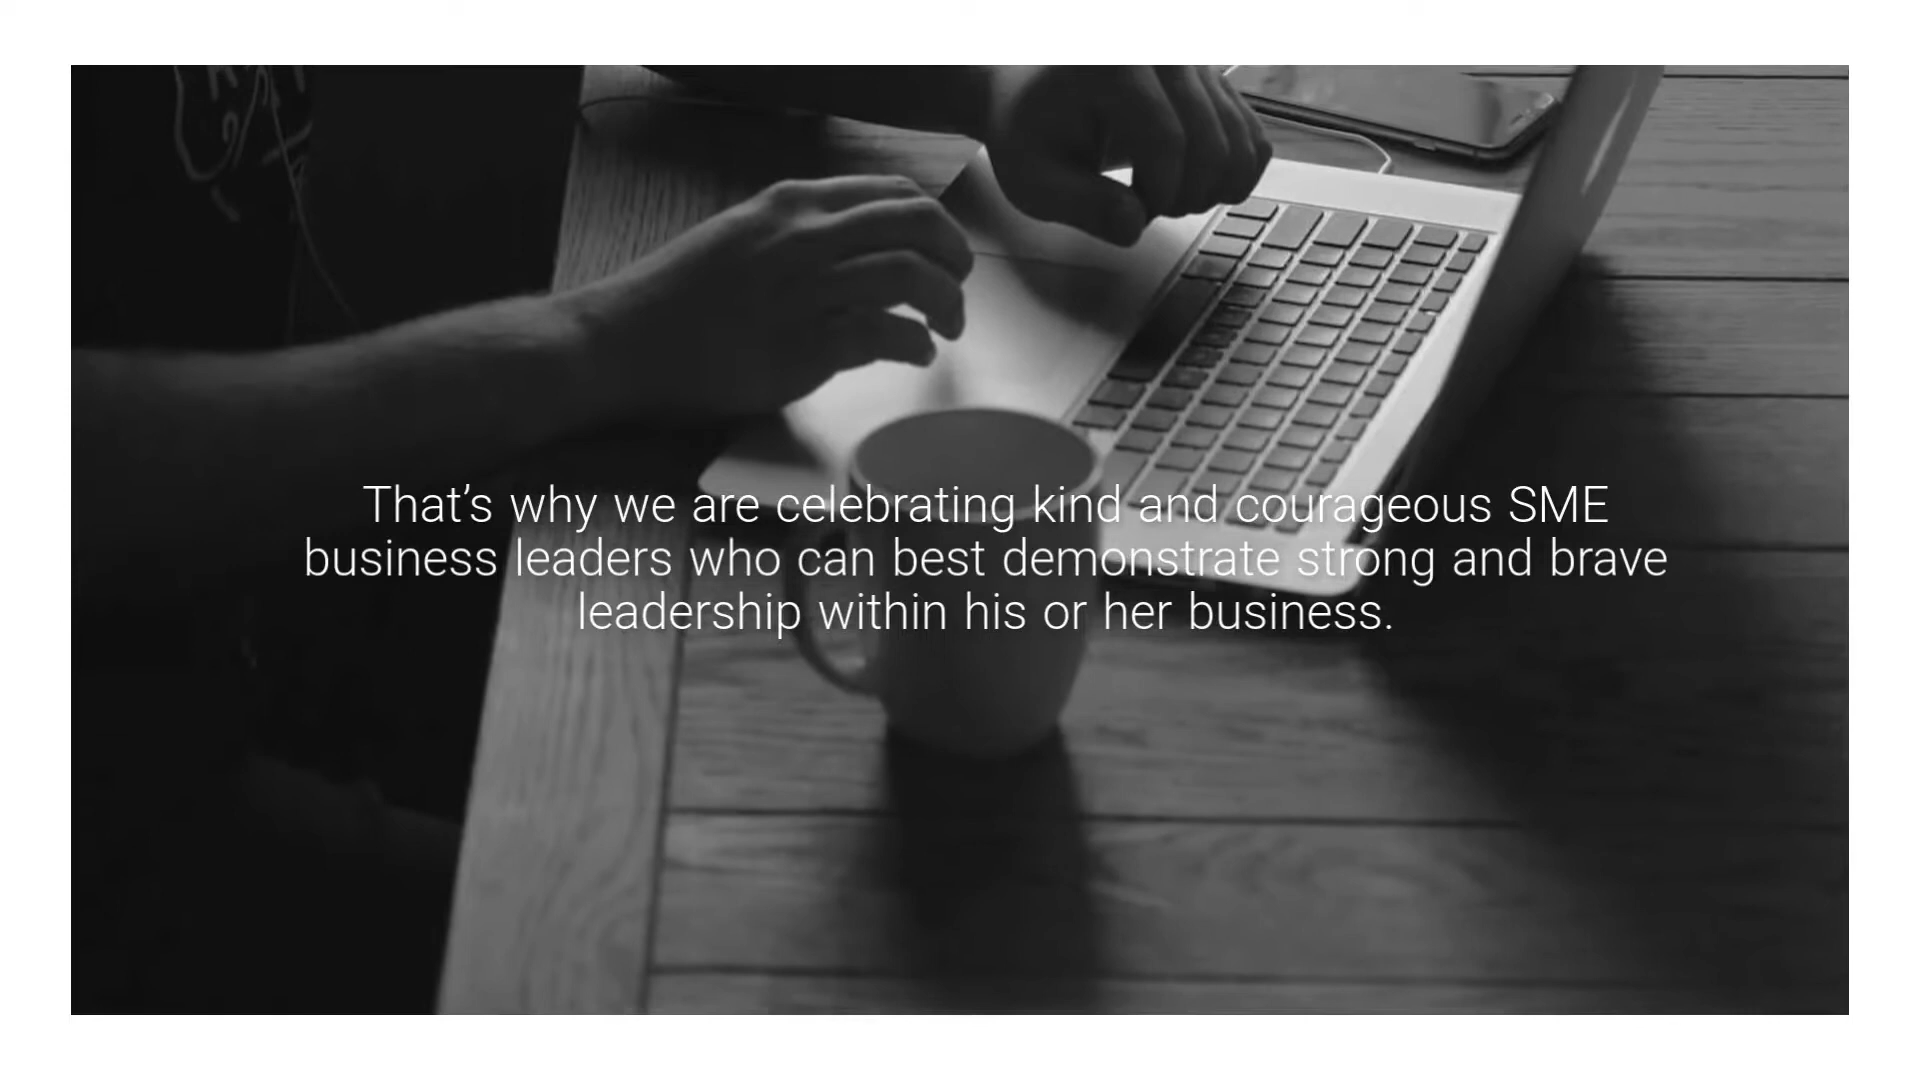 That’s why we are celebrating kind and courageous SME
business leaders who can best demonstrate strong and brave
leadership within his or her business.